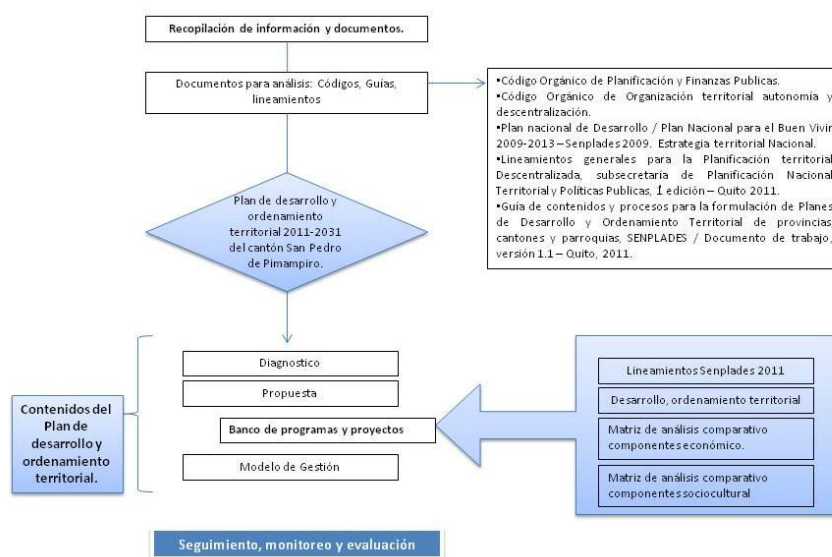 Recopilación de información y documentos.
Documentos para análisis: Códigos, Guías,
lineamientos
•Código Orgánico de Planificación y Finanzas Publicas.
•Código Orgánico de Organización territorial autonomía y
descentralización.
•Plan nacional de Desarrollo / Plan Nacional para el Buen Vivir
2009-2013–Senplades 2009. Estrategia territorial Nacional.
•Lineamientos generales para la Planificación territorial
Descentralizada, subsecretaría de Planificación Nacional
Territorial y Políticas Publicas, 1 edición – Quito 2011.
•Guía de contenidos y procesos para la formulación de Planes
de Desarrollo y Ordenamiento Territorial de provincias,
cantones y parroquias, SENPLADES / Documento de trabajo,
versión 1.1 – Quito, 2011.
Plan de desarrollo y
ordenamiento
territorial 2011-2031
del cantón San Pedro
de Pimampiro.
Contenidos del
Plan de
desarrollo y
ordenamiento
territorial.
Diagnostico
Propuesta
Banco de programas y proyectos
Modelo de Gestión
Lineamientos Senplades 2011
Desarrollo, ordenamiento territorial
Matriz de análisis comparativo
componentes económico.
Matriz de análisis comparativo
componentes sociocultural
Seguimiento, monitoreo y evaluación